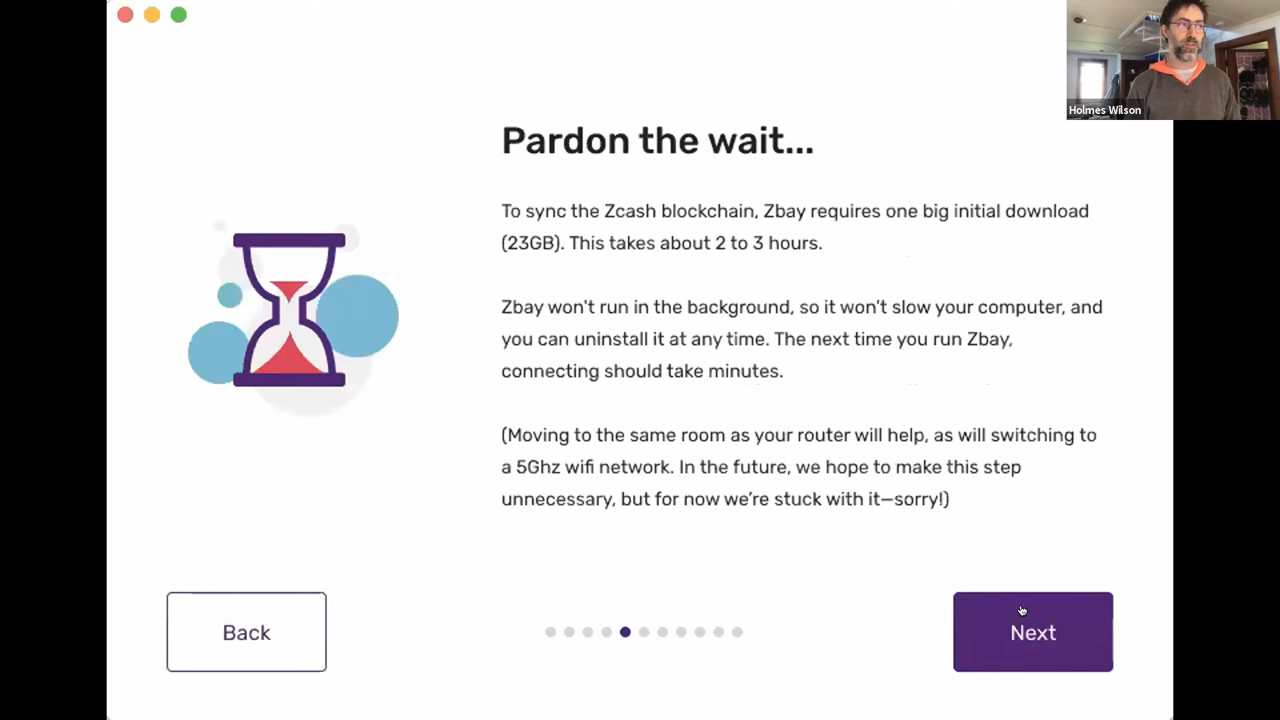 Holmes Wilson
Pardon the wait...
To sync the Zcash blockchain, Zbay requires one big initial download
(23GB). This takes about 2 to 3 hours.
Zbay won't run in the background, so it won't slow your computer, and
you can uninstall it at any time. The next time you run Zbay,
connecting should take minutes.
(Moving to the same room as your router will help, as will switching to
a 5Ghz wifi network. In the future, we hope to make this step
unnecessary, but for now we’re stuck with it—sorry!)
Back
Next